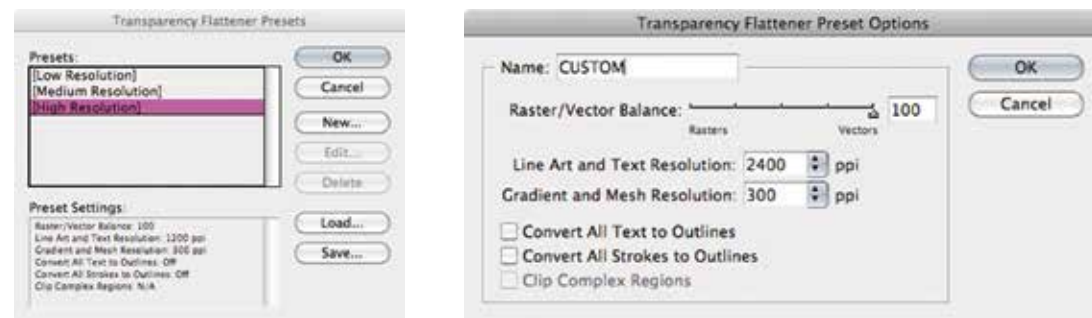 Transparency Flattener Presets
Presets:
[Low Resolution]
[Medium Resolution]
[High Resolution]
OK
Cancel
New...
Edit...
Delete
Load...
Save...
Preset Settings:
Raster/Vector Balance: 100
Line Art and Text Resolution: 1200 ppi
Gradient and Mesh Resolution: 300 ppi
Convert All Text to Outlines: Off
Convert All Strokes to Outlines: Off
Clip Complex Regions: N/A
Transparency Flattener Preset Options
Name: CUSTOM
OK
Cancel
Raster/Vector Balance: 100
Rasters Vectors
Line Art and Text Resolution: 2400 ppi
Gradient and Mesh Resolution: 300 ppi
Convert All Text to Outlines
Convert All Strokes to Outlines
Clip Complex Regions